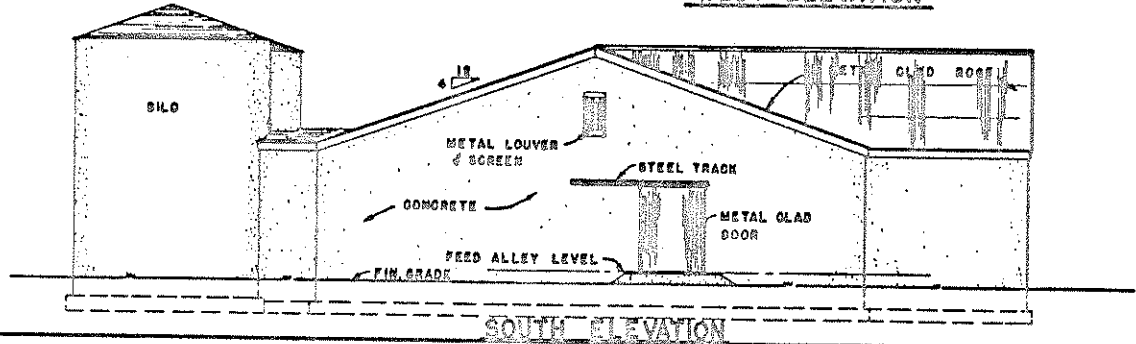 ELEVATION
12
4
SILO
METAL LOUVER
& SCREEN
STEEL TRACK
CONCRETE
METAL CLAD
DOOR
FEED ALLEY LEVEL
FIN. GRADE
SOUTH ELEVATION